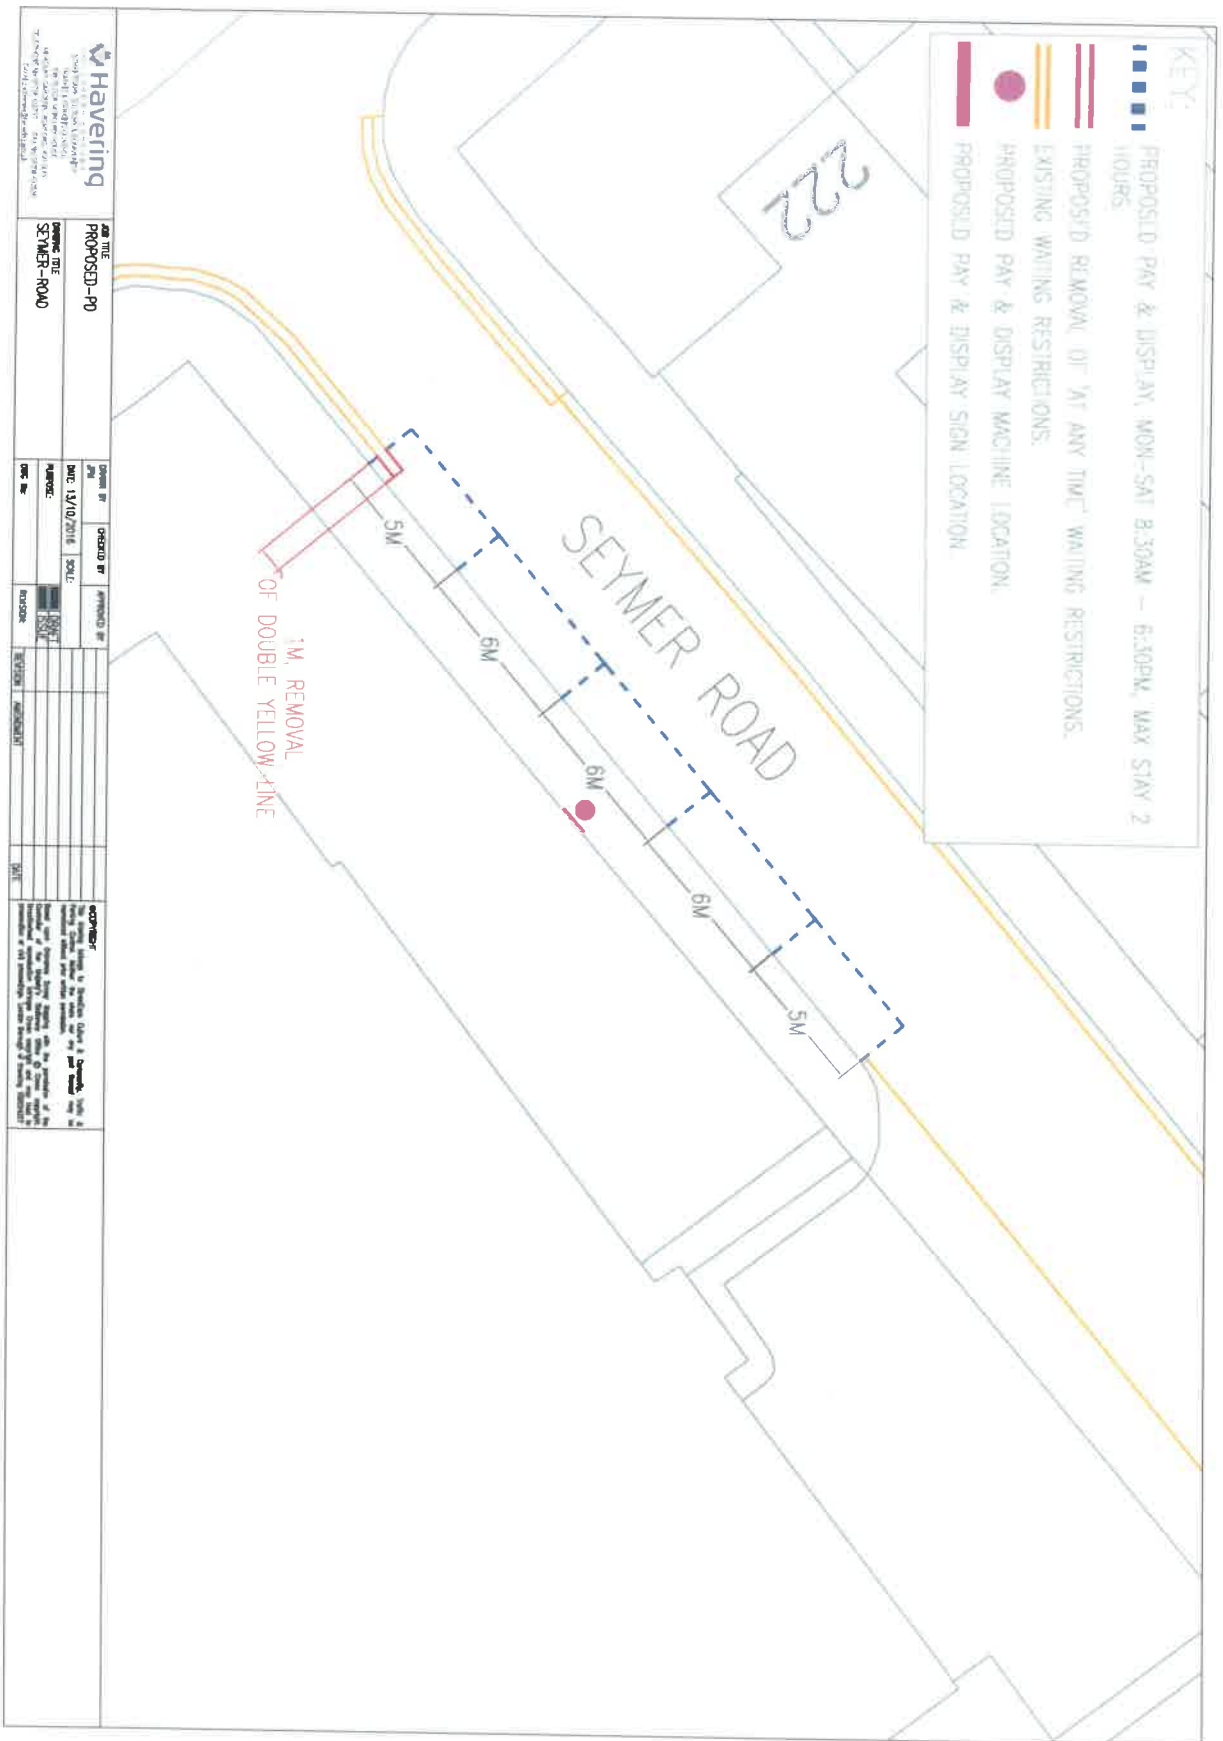 KEY:
PROPOSED PAY & DISPLAY, MON-SAT 8:30AM - 6:30PM, MAX STAY 2
HOURS
PROPOSED REMOVAL OF 'AT ANY TIME' WAITING RESTRICTIONS.
EXISTING WAITING RESTRICTIONS.
PROPOSED PAY & DISPLAY MACHINE LOCATION.
PROPOSED PAY & DISPLAY SIGN LOCATION
222
SEYMER ROAD
5M
6M
6M
6M
5M
1M, REMOVAL
OF DOUBLE YELLOW LINE
Havering
JOB TITLE
PROPOSED-PD
DRAWING TITLE
SEYMER-ROAD
DRAWN BY
CHECKED BY
APPROVED BY
DATE: 13/10/2016
SCALE:
PURPOSE:
DRG No:
REVISION
REVISION
AMENDMENT
DATE
COPYRIGHT